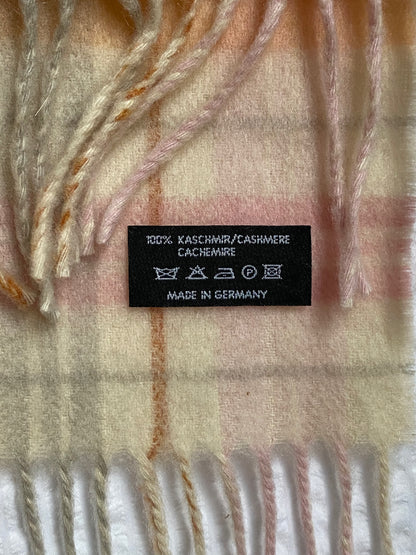 100% KASCHMIR/CASHMERE
CACHEMIRE
P
MADE IN GERMANY